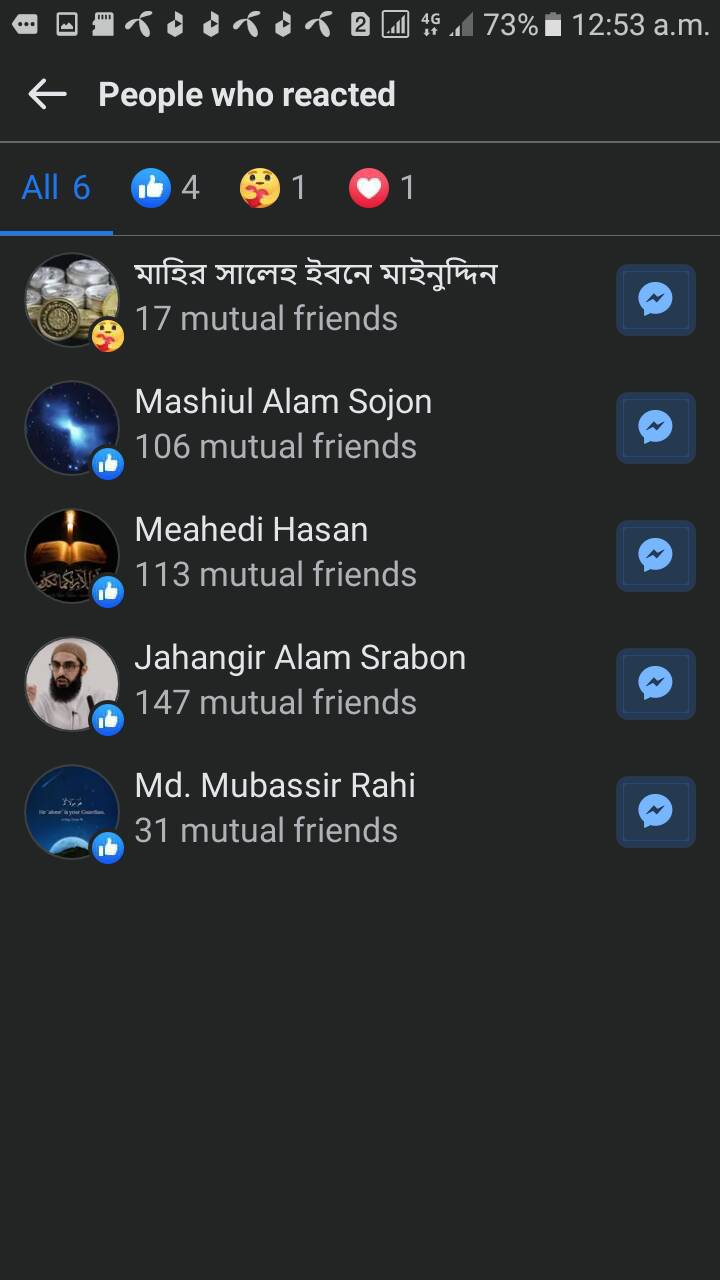 2 4G 73% 12:53 a.m.
People who reacted
All 6 4 1 1
মাহির সালেহ ইবনে মাইনুদ্দিন
17 mutual friends
Mashiul Alam Sojon
106 mutual friends
Meahedi Hasan
113 mutual friends
Jahangir Alam Srabon
147 mutual friends
Md. Mubassir Rahi
31 mutual friends